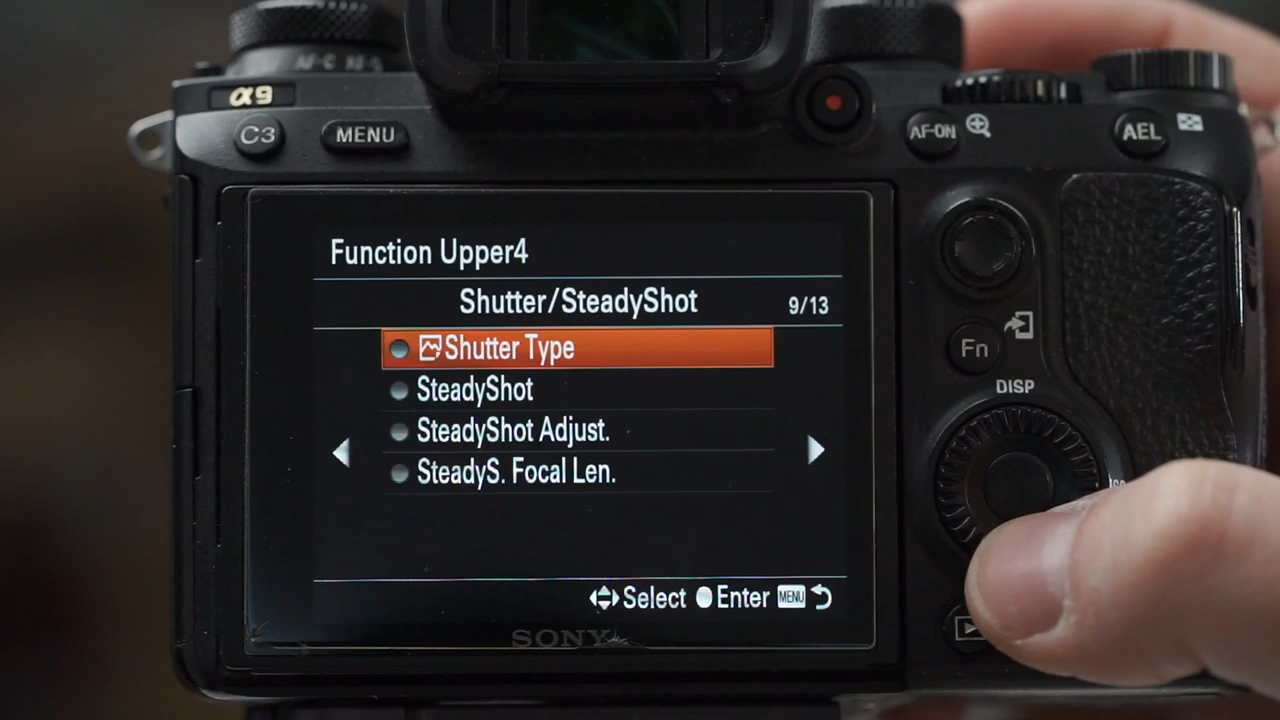 α9
C3
MENU
AF-ON
AEL
Function Upper4
Shutter/SteadyShot 9/13
Shutter Type
SteadyShot
SteadyShot Adjust.
SteadyS. Focal Len.
Select Enter MENU
Fn
DISP
SONY